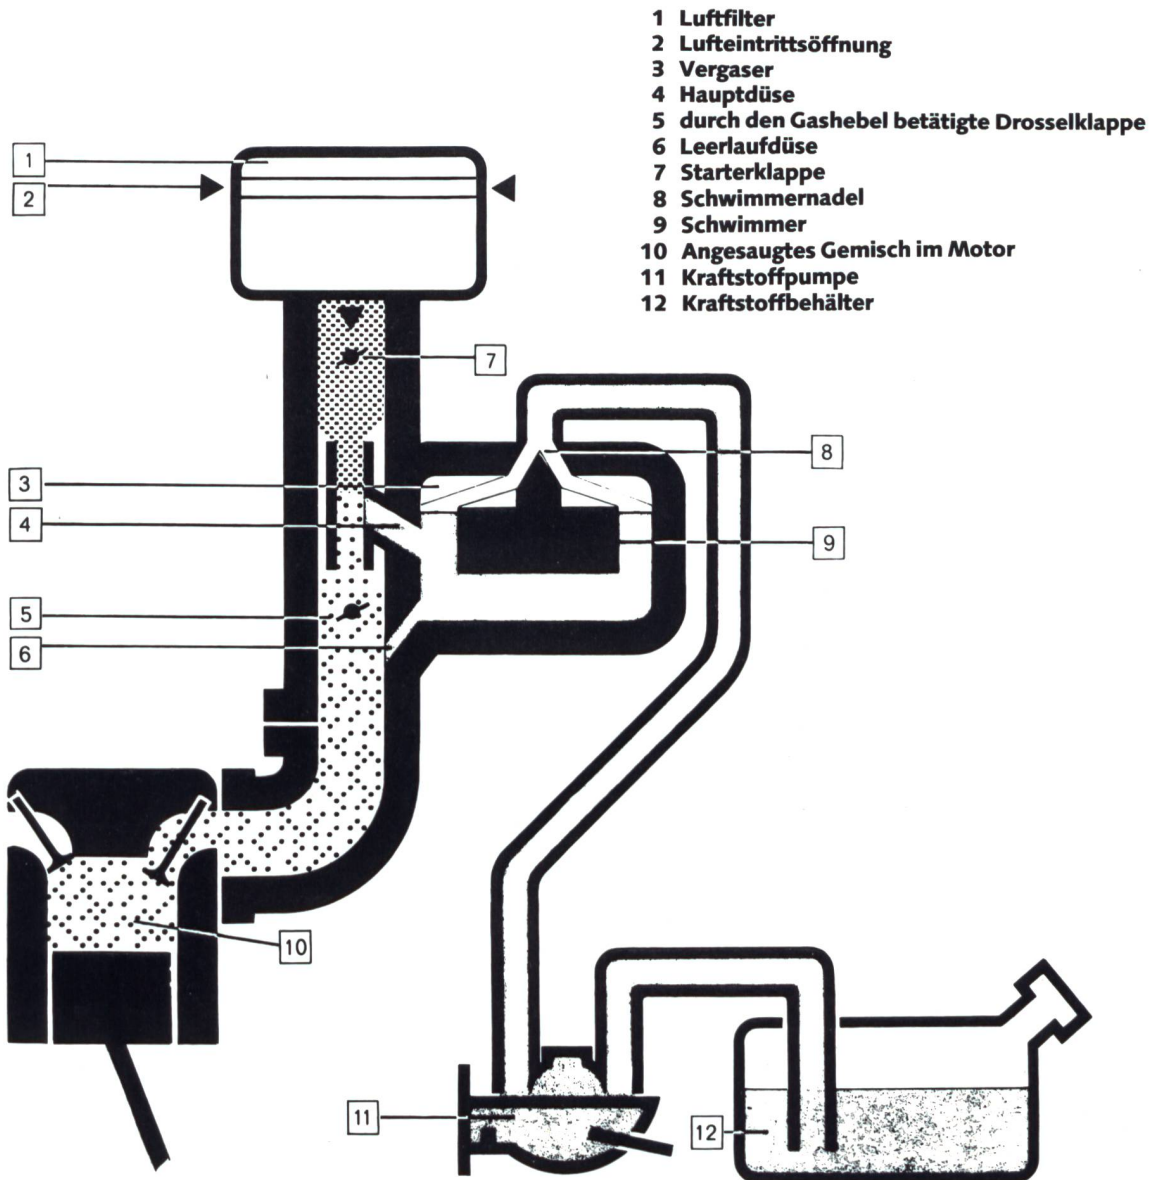 1 Luftfilter
2 Lufteintrittsöffnung
3 Vergaser
4 Hauptdüse
5 durch den Gashebel betätigte Drosselklappe
6 Leerlaufdüse
7 Starterklappe
8 Schwimmernadel
9 Schwimmer
10 Angesaugtes Gemisch im Motor
11 Kraftstoffpumpe
12 Kraftstoffbehälter
1
2
7
8
3
4
9
5
6
10
11
12